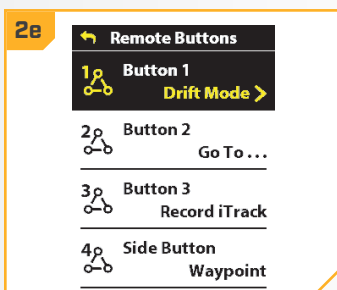 2e
Remote Buttons
1 Button 1
Drift Mode >
2 Button 2
Go To ...
3 Button 3
Record iTrack
4 Side Button
Waypoint